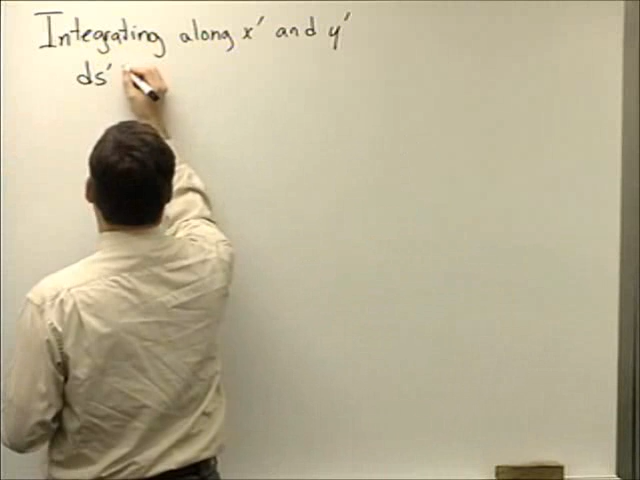 Integrating along x' and y'
ds'